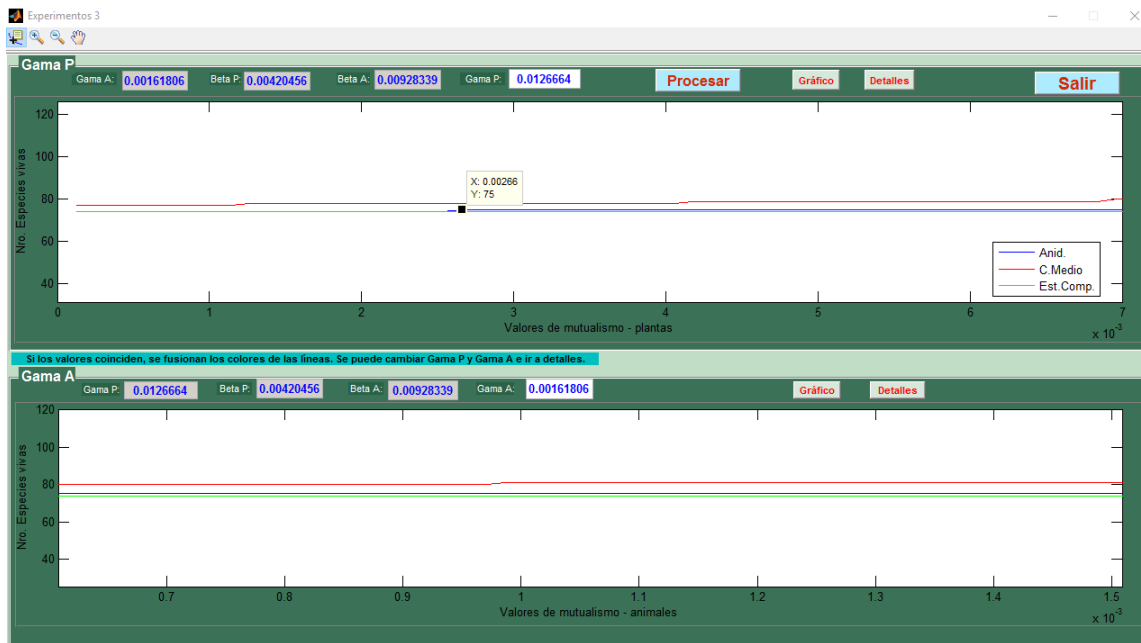 Experimentos 3
Gama P
Gama A: 0.00161806 Beta P: 0.00420456 Beta A: 0.00928339 Gama P: 0.0126664 Procesar Gráfico Detalles Salir
120
100
80
60
40
Nro. Especies vivas
X: 0.00266
Y: 75
Anid.
C.Medio
Est.Comp.
0 1 2 3 4 5 6 7
Valores de mutualismo - plantas
x 10^-3
Si los valores coinciden, se fusionan los colores de las líneas. Se puede cambiar Gama P y Gama A e ir a detalles.
Gama A
Gama P: 0.0126664 Beta P: 0.00420456 Beta A: 0.00928339 Gama A: 0.00161806 Gráfico Detalles
120
100
80
60
40
Nro. Especies vivas
0.7 0.8 0.9 1 1.1 1.2 1.3 1.4 1.5
Valores de mutualismo - animales
x 10^-3